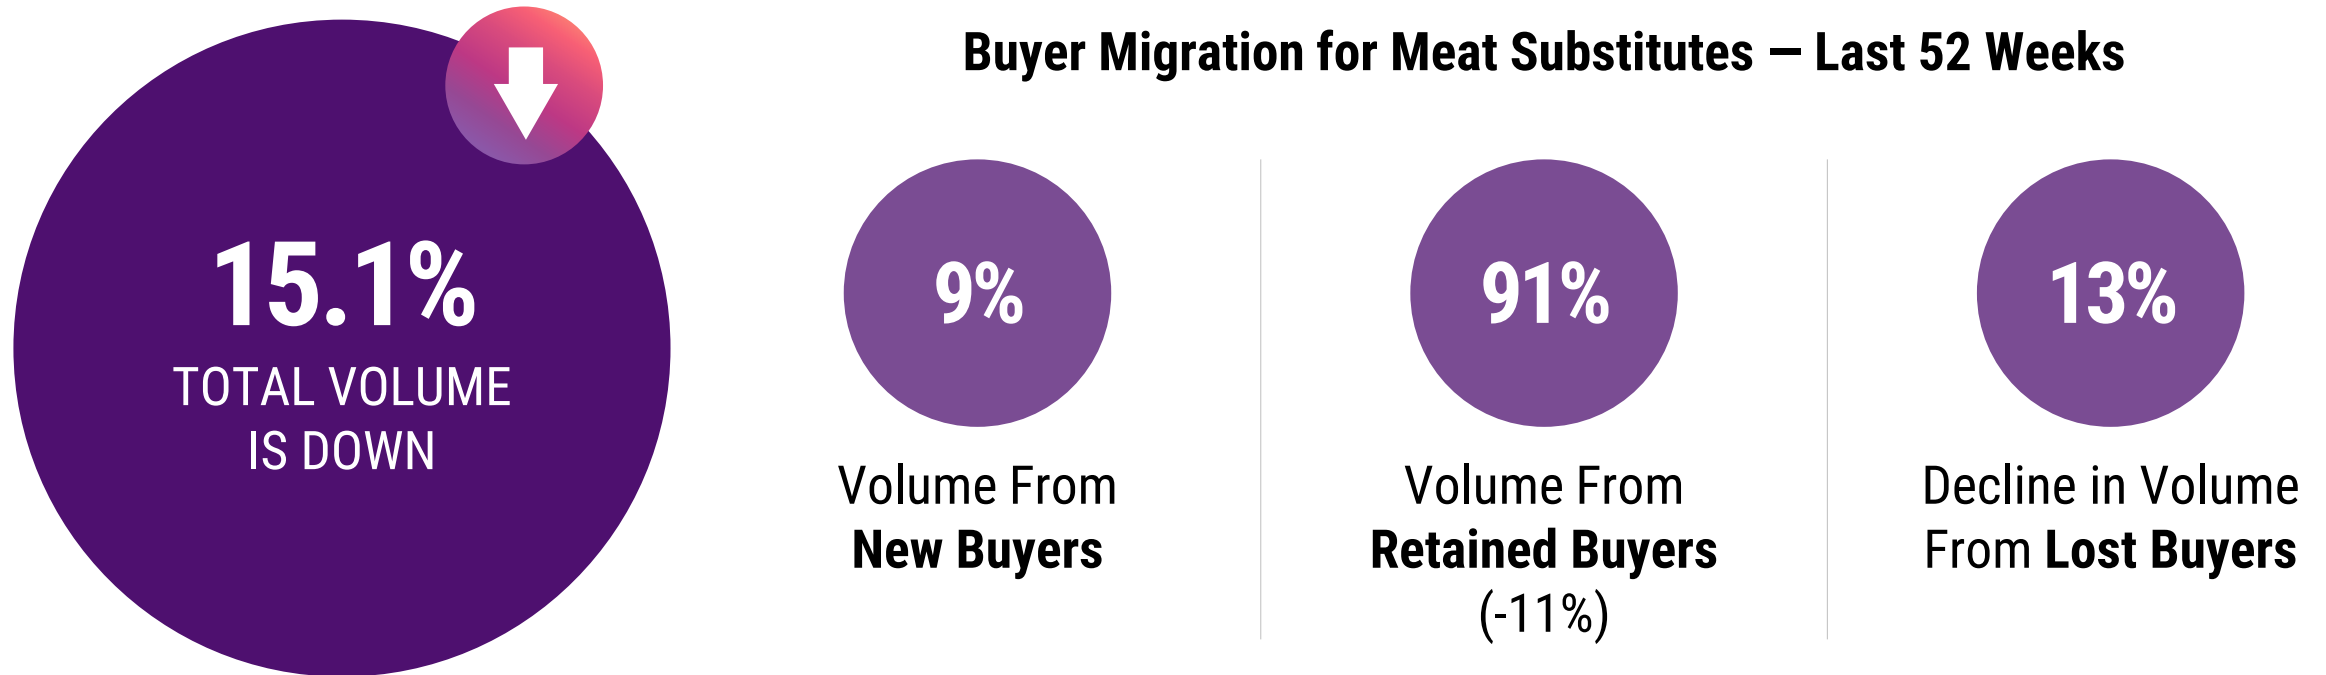 15.1%
TOTAL VOLUME
IS DOWN
Buyer Migration for Meat Substitutes — Last 52 Weeks
9%
Volume From
New Buyers
91%
Volume From
Retained Buyers
(-11%)
13%
Decline in Volume
From Lost Buyers